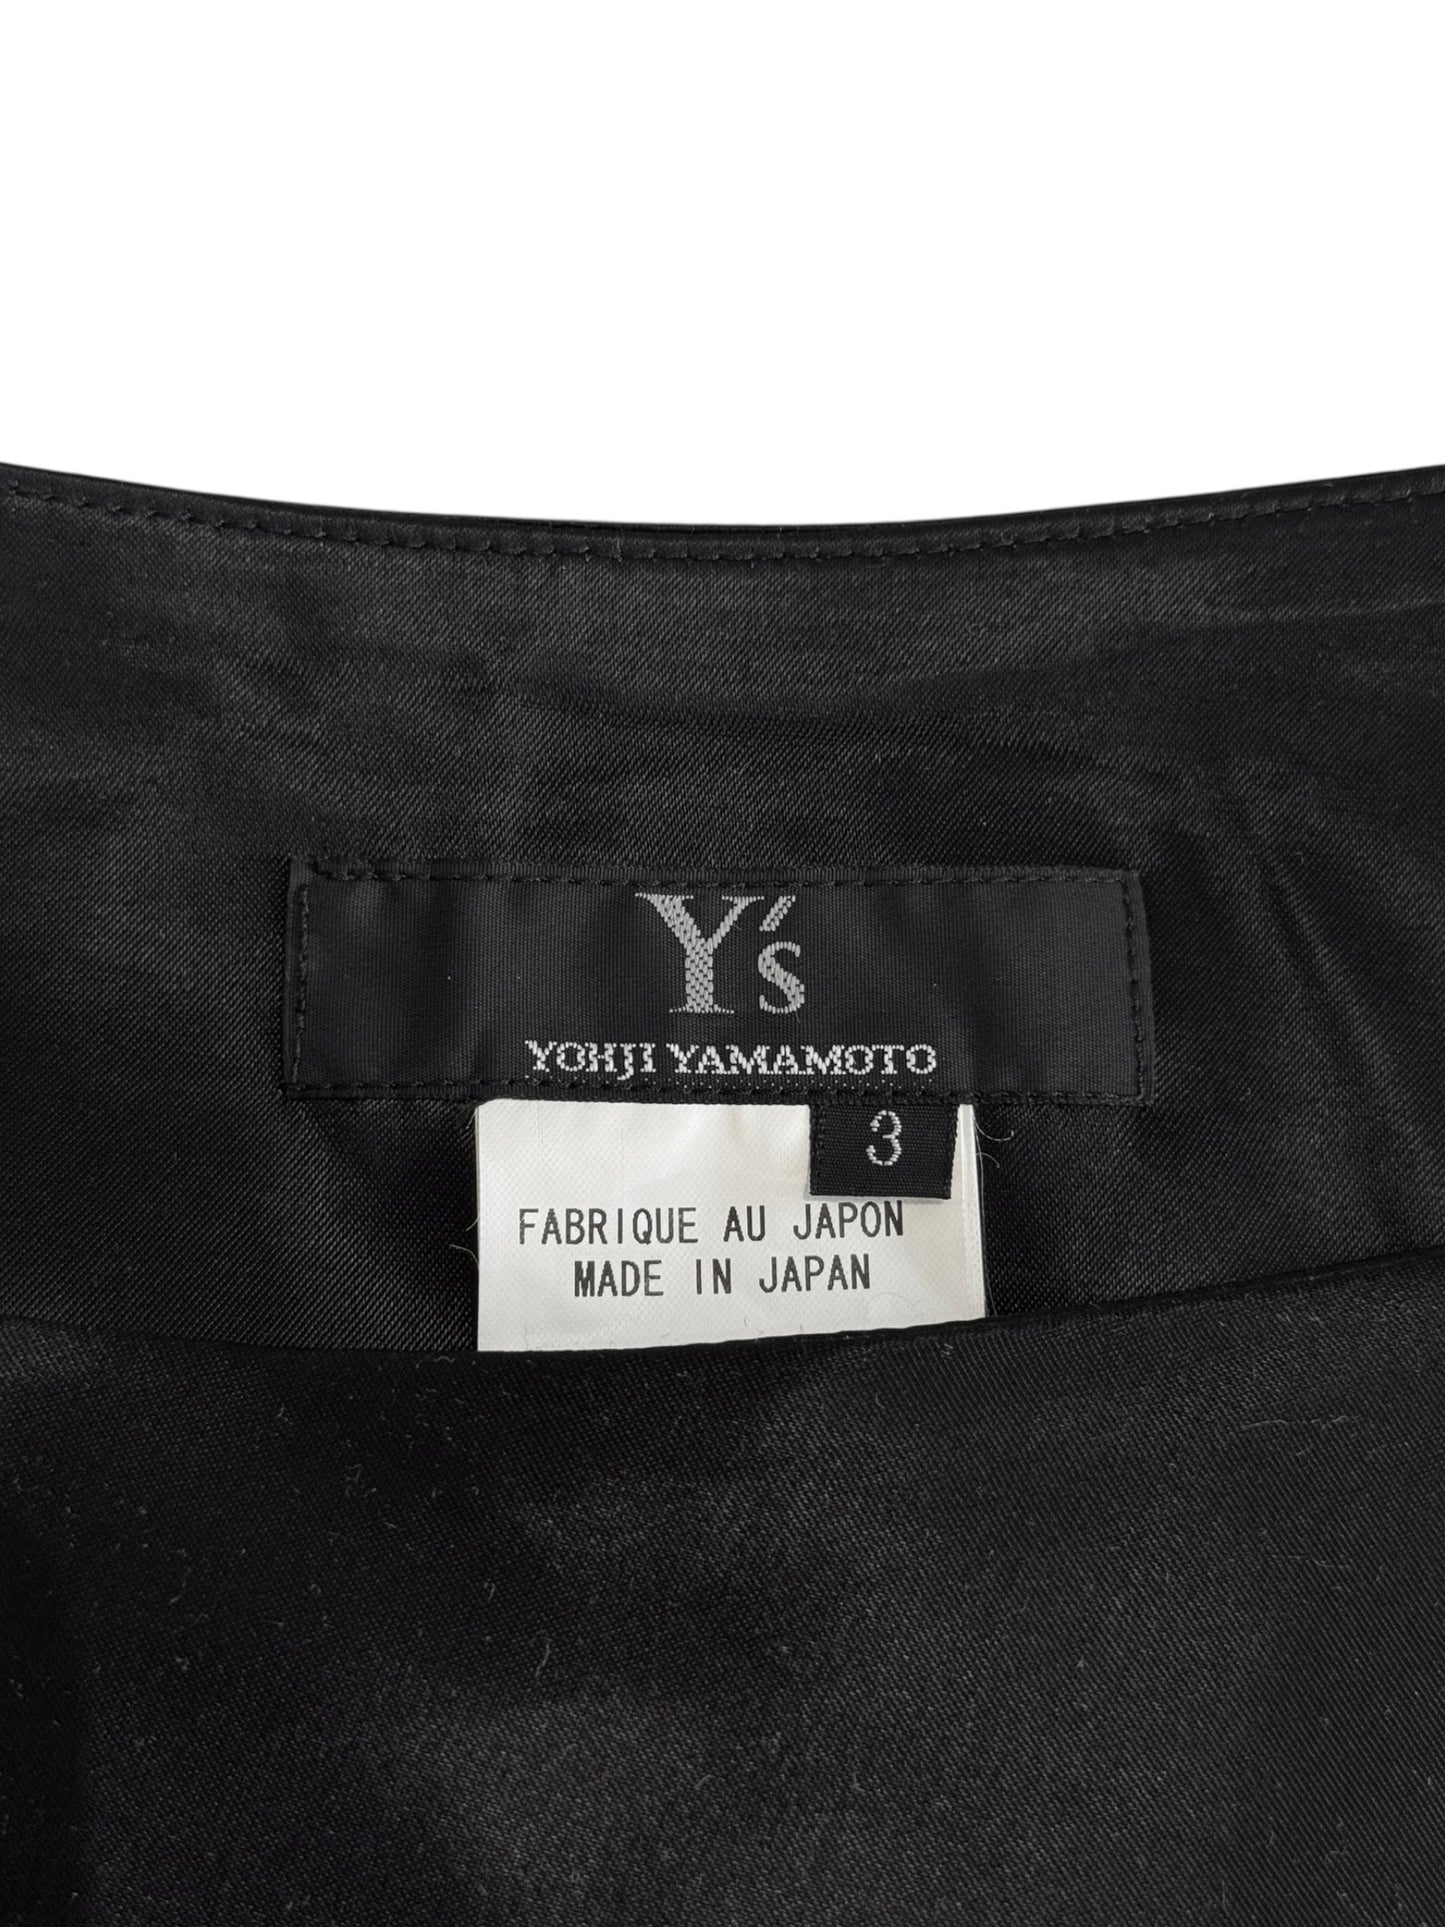 Y's
YOHJI YAMAMOTO
3
FABRIQUE AU JAPON
MADE IN JAPAN